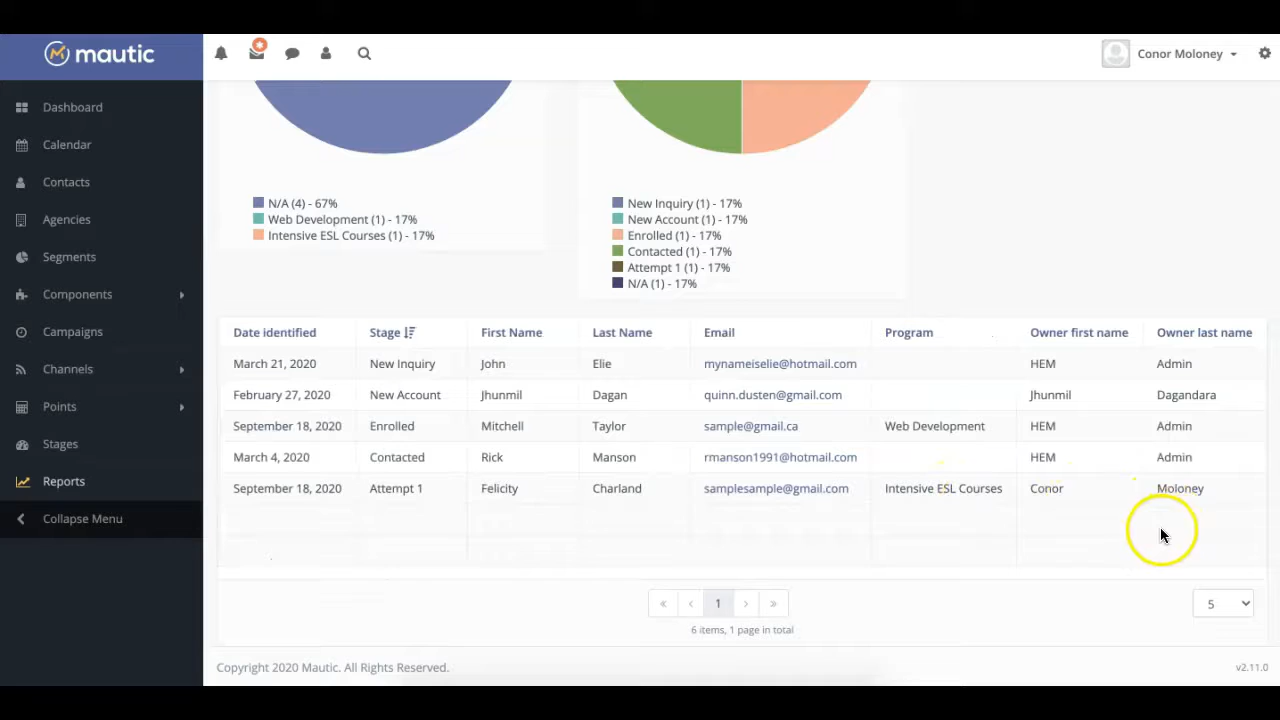 mautic
Conor Moloney
Dashboard
Calendar
Contacts
Agencies
Segments
Components
Campaigns
Channels
Points
Stages
Reports
Collapse Menu
N/A (4) - 67%
Web Development (1) - 17%
Intensive ESL Courses (1) - 17%
New Inquiry (1) - 17%
New Account (1) - 17%
Enrolled (1) - 17%
Contacted (1) - 17%
Attempt 1 (1) - 17%
N/A (1) - 17%
Date identified Stage First Name Last Name Email Program Owner first name Owner last name
March 21, 2020 New Inquiry John Elie mynameiselie@hotmail.com HEM Admin
February 27, 2020 New Account Jhunmil Dagan quinn.dusten@gmail.com Jhunmil Dagandara
September 18, 2020 Enrolled Mitchell Taylor sample@gmail.ca Web Development HEM Admin
March 4, 2020 Contacted Rick Manson rmanson1991@hotmail.com HEM Admin
September 18, 2020 Attempt 1 Felicity Charland samplesample@gmail.com Intensive ESL Courses Conor Moloney
« ‹ 1 › »
5
6 items, 1 page in total
Copyright 2020 Mautic. All Rights Reserved.
v2.11.0